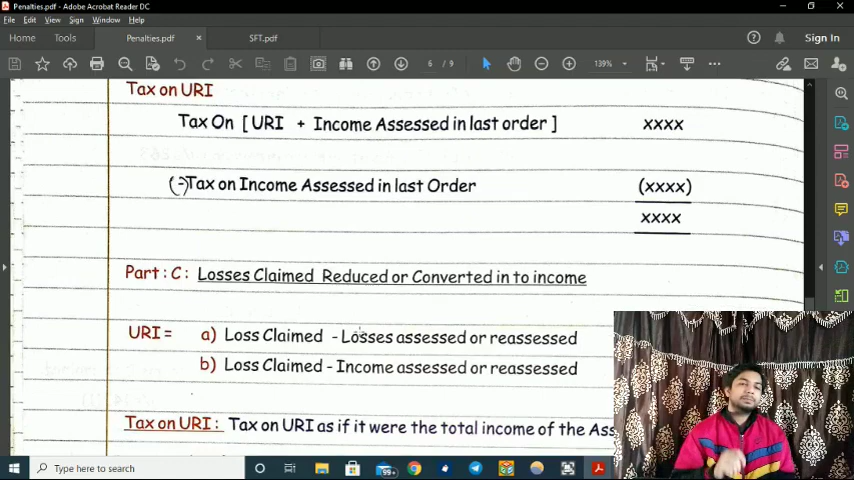 Penalties.pdf - Adobe Acrobat Reader DC
File Edit View Sign Window Help
Home Tools Penalties.pdf × SFT.pdf Sign In
6 / 9 139%
Tax on URI
Tax On [ URI + Income Assessed in last order ] xxxx
(-)Tax on Income Assessed in last Order (xxxx)
xxxx
Part : C : Losses Claimed Reduced or Converted in to income
URI = a) Loss Claimed - Losses assessed or reassessed
b) Loss Claimed - Income assessed or reassessed
Tax on URI : Tax on URI as if it were the total income of the Ass
Type here to search
99+